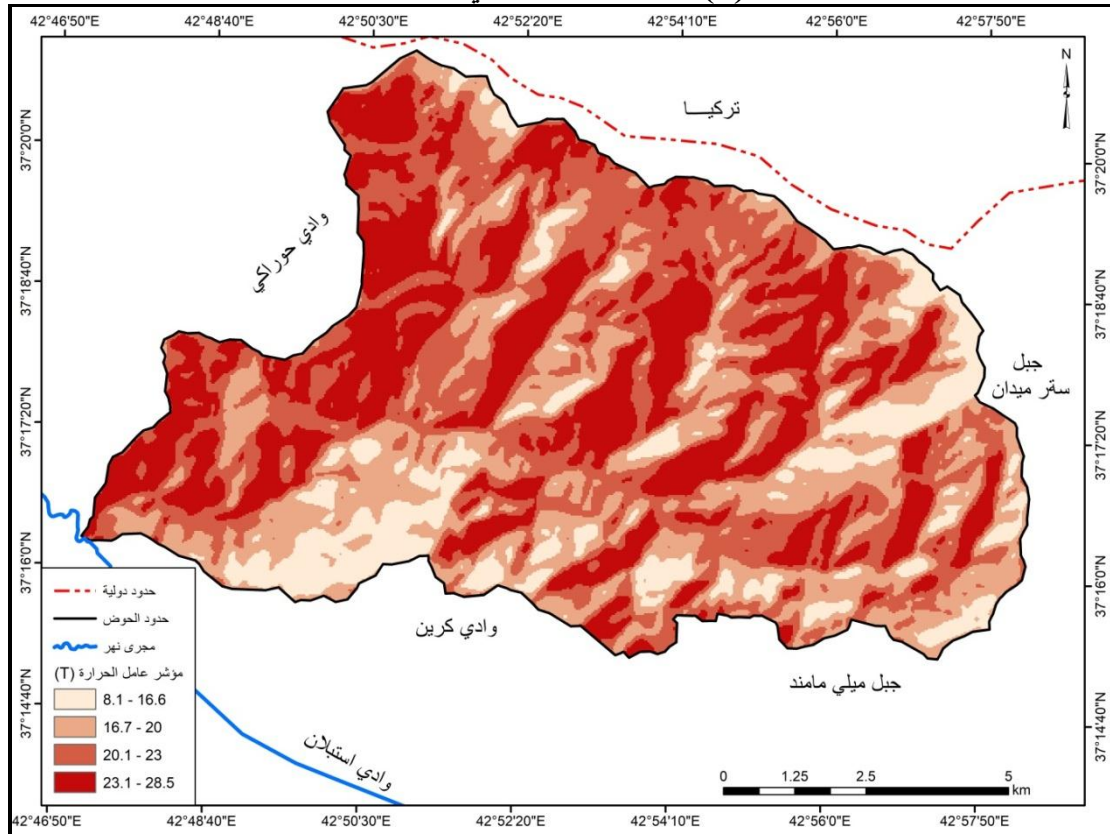 42°46'50"E 42°48'40"E 42°50'30"E 42°52'20"E 42°54'10"E 42°56'0"E 42°57'50"E
N
تركيـــا
37°20'0"N
37°20'0"N
وادي حوراكي
37°18'40"N
37°18'40"N
جبل
سةر ميدان
37°17'20"N
37°17'20"N
37°16'0"N
37°16'0"N
حدود دولية
حدود الحوض
مجرى نهر
مؤشر عامل الحرارة (T)
8.1 - 16.6
16.7 - 20
20.1 - 23
23.1 - 28.5
وادي كرين
جبل ميلي مامند
37°14'40"N
37°14'40"N
وادي استبلان
0 1.25 2.5 5
km
42°46'50"E 42°48'40"E 42°50'30"E 42°52'20"E 42°54'10"E 42°56'0"E 42°57'50"E